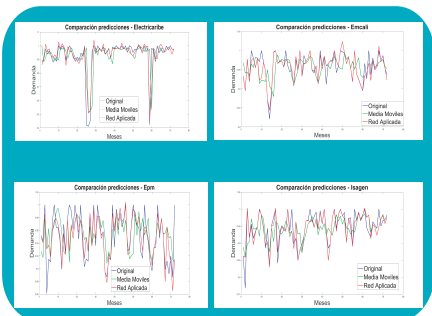 Comparación predicciones - Electricaribe
Demanda
Original
Media Moviles
Red Aplicada
Meses
Comparación predicciones - Emcali
Demanda
Original
Media Moviles
Red Aplicada
Meses
Comparación predicciones - Epm
Demanda
Original
Media Moviles
Red Aplicada
Meses
Comparación predicciones - Isagen
Demanda
Original
Media Moviles
Red Aplicada
Meses